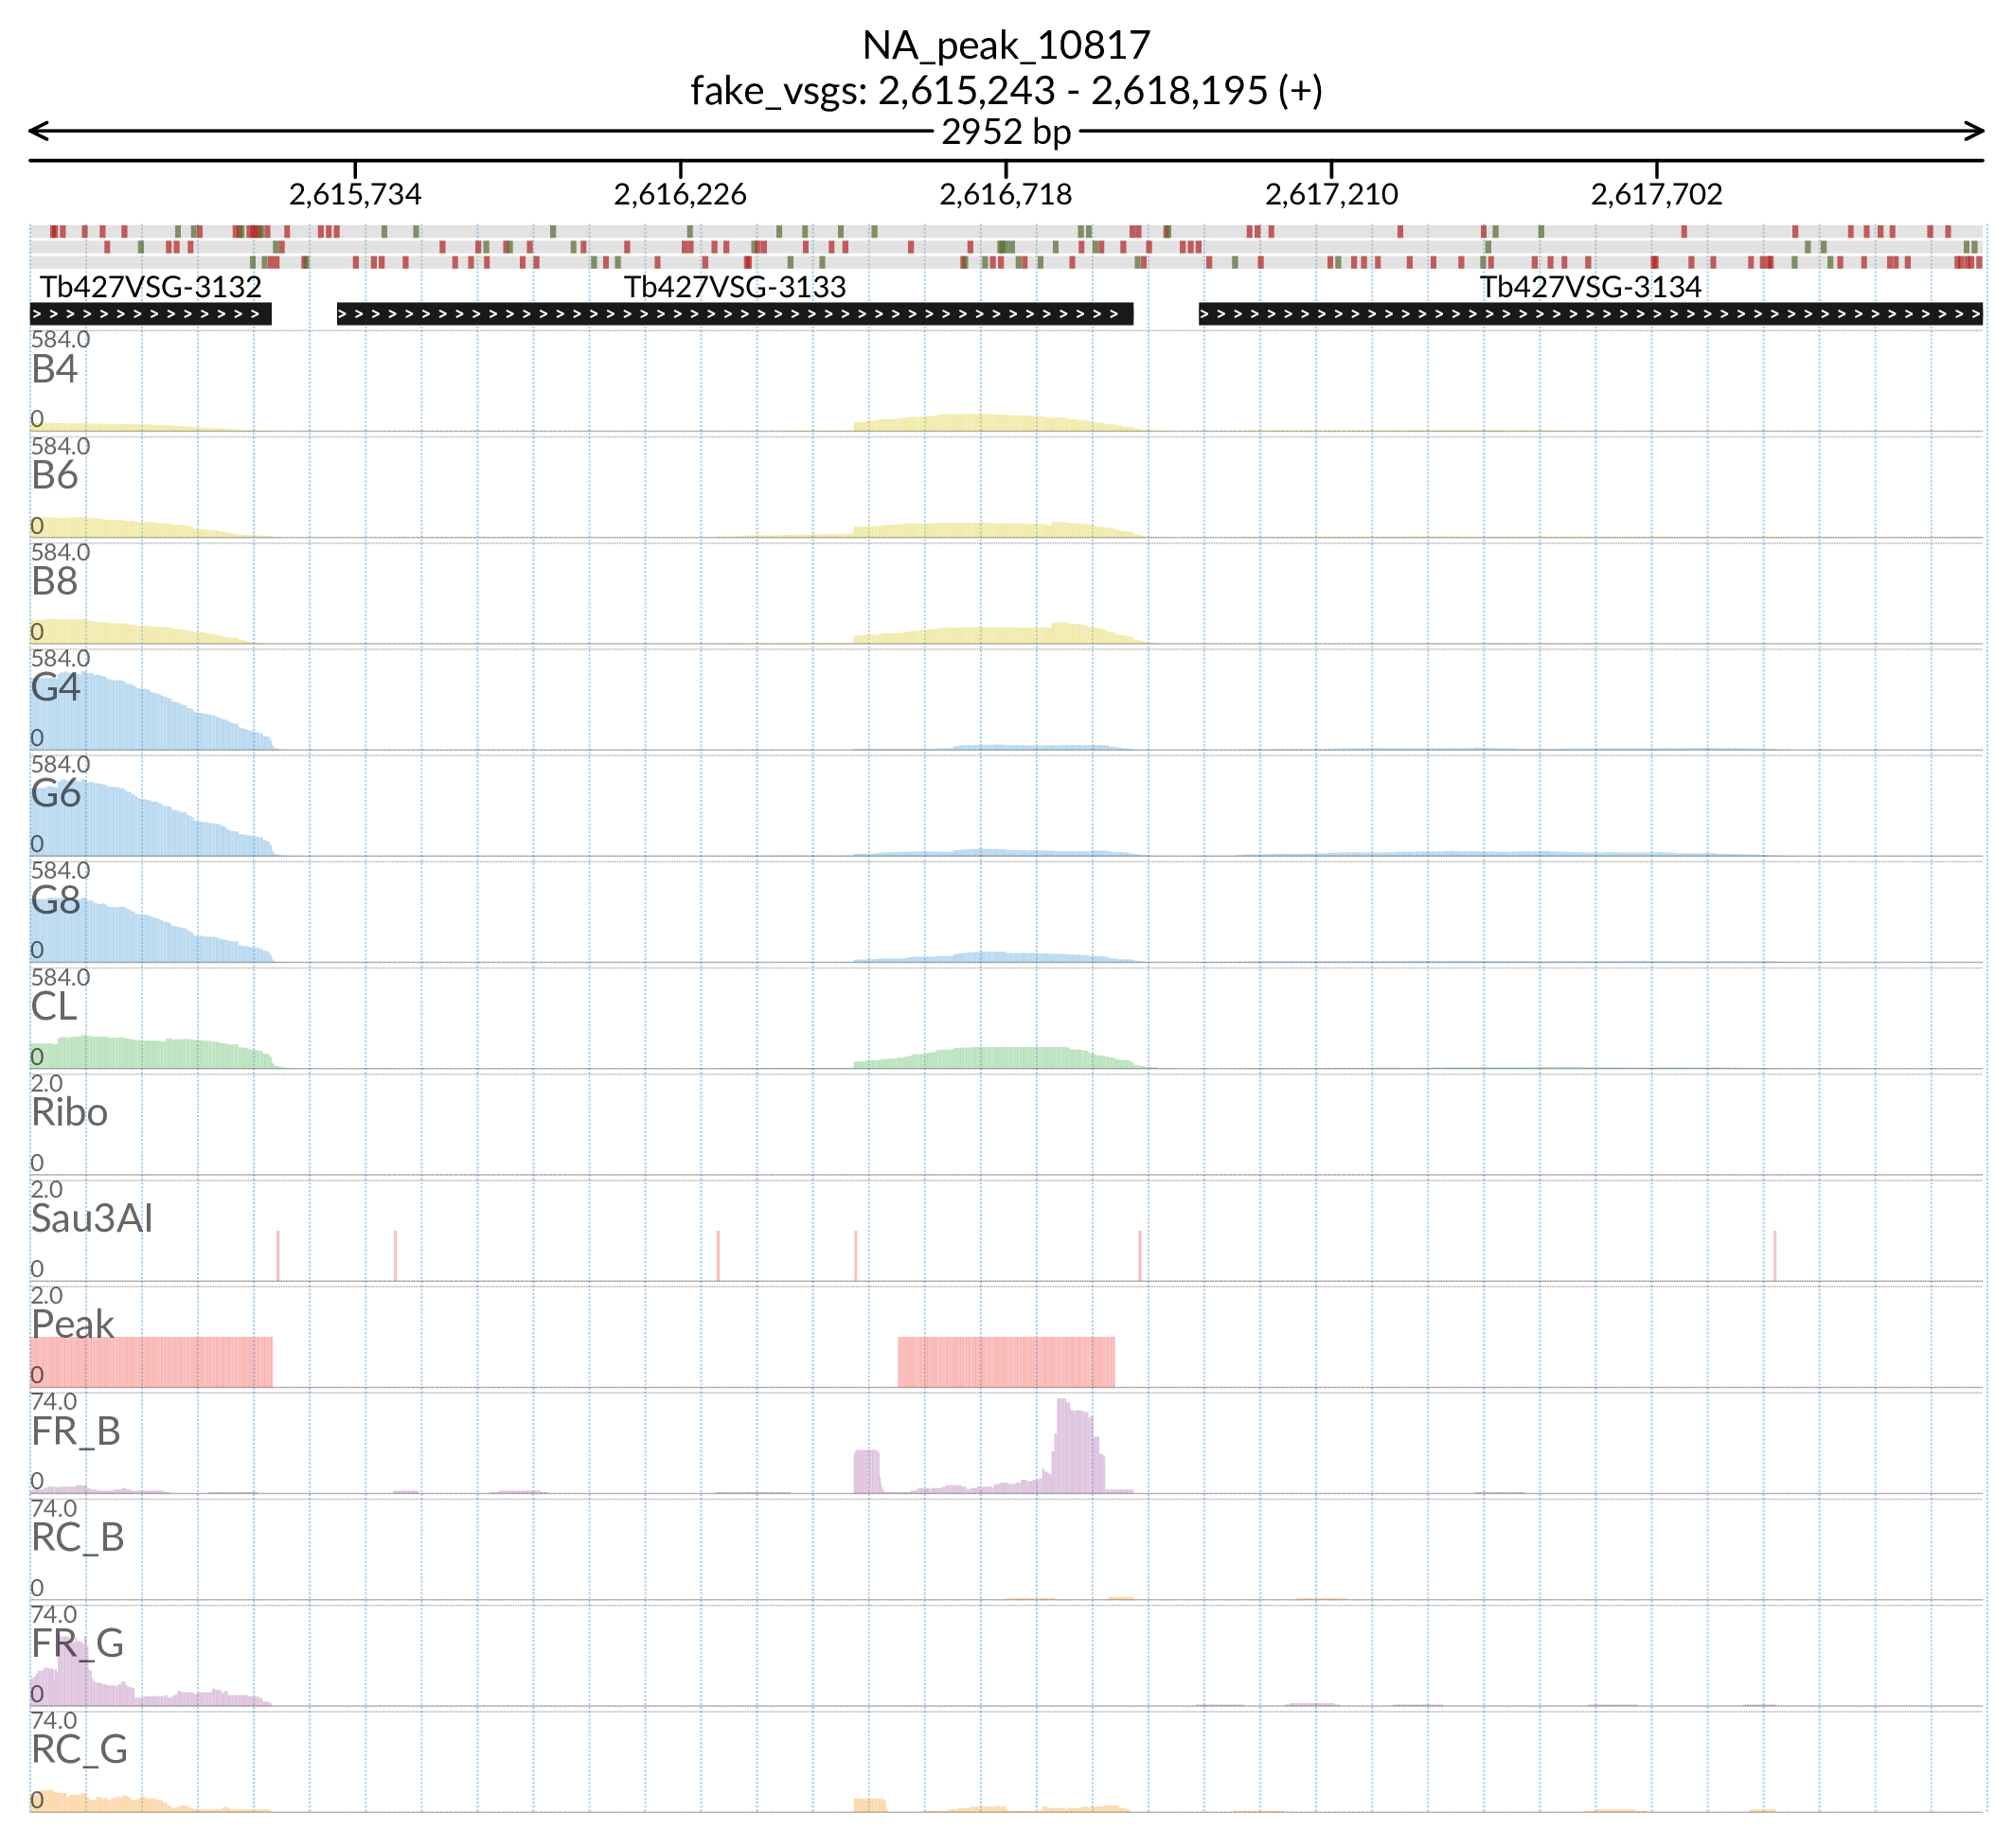 NA_peak_10817
fake_vsgs: 2,615,243 - 2,618,195 (+)
2952 bp
2,615,734 2,616,226 2,616,718 2,617,210 2,617,702
Tb427VSG-3132 Tb427VSG-3133 Tb427VSG-3134
584.0
B4
0
584.0
B6
0
584.0
B8
0
584.0
G4
0
584.0
G6
0
584.0
G8
0
584.0
CL
0
2.0
Ribo
0
2.0
Sau3AI
0
2.0
Peak
0
74.0
FR_B
0
74.0
RC_B
0
74.0
FR_G
0
74.0
RC_G
0